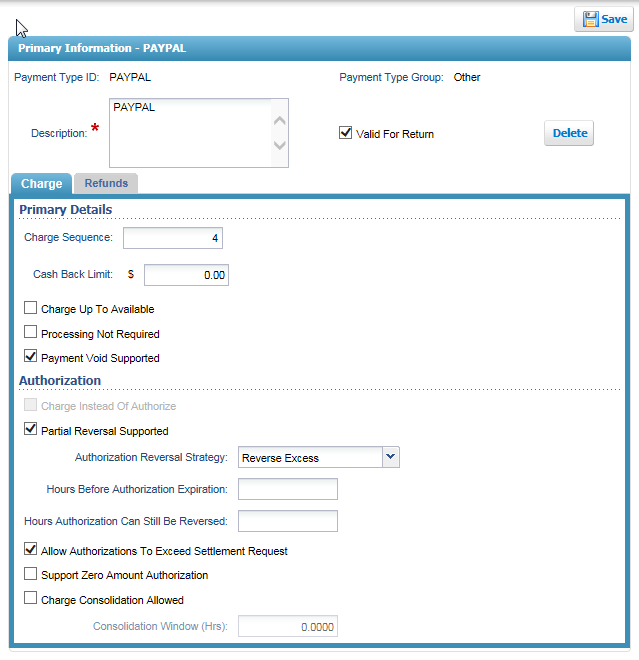 Save
Primary Information - PAYPAL
Payment Type ID: PAYPAL Payment Type Group: Other
Description: * PAYPAL
Valid For Return
Delete
Charge Refunds
Primary Details
Charge Sequence: 4
Cash Back Limit: $ 0.00
Charge Up To Available
Processing Not Required
Payment Void Supported
Authorization
Charge Instead Of Authorize
Partial Reversal Supported
Authorization Reversal Strategy: Reverse Excess
Hours Before Authorization Expiration:
Hours Authorization Can Still Be Reversed:
Allow Authorizations To Exceed Settlement Request
Support Zero Amount Authorization
Charge Consolidation Allowed
Consolidation Window (Hrs): 0.0000